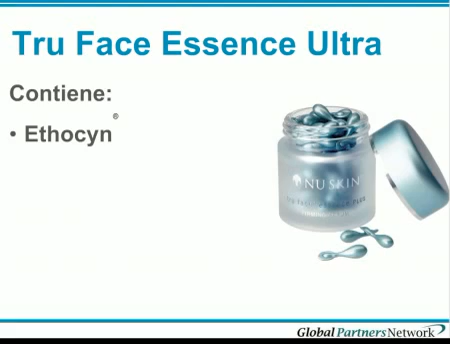 Tru Face Essence Ultra
Contiene:
• Ethocyn®
NU SKIN
Global Partners Network